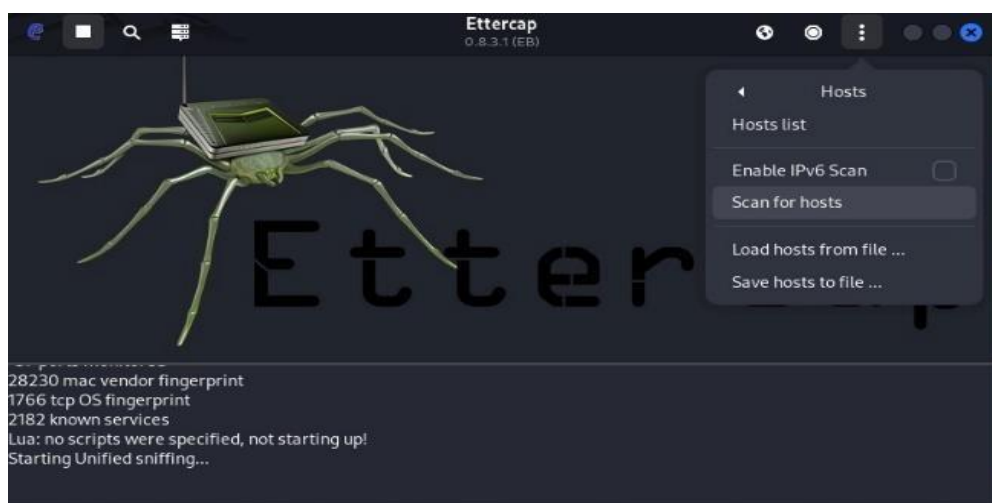 Ettercap
0.8.3.1 (EB)
Hosts
Hosts list
Enable IPv6 Scan
Scan for hosts
Load hosts from file ...
Save hosts to file ...
Etter
28230 mac vendor fingerprint
1766 tcp OS fingerprint
2182 known services
Lua: no scripts were specified, not starting up!
Starting Unified sniffing...